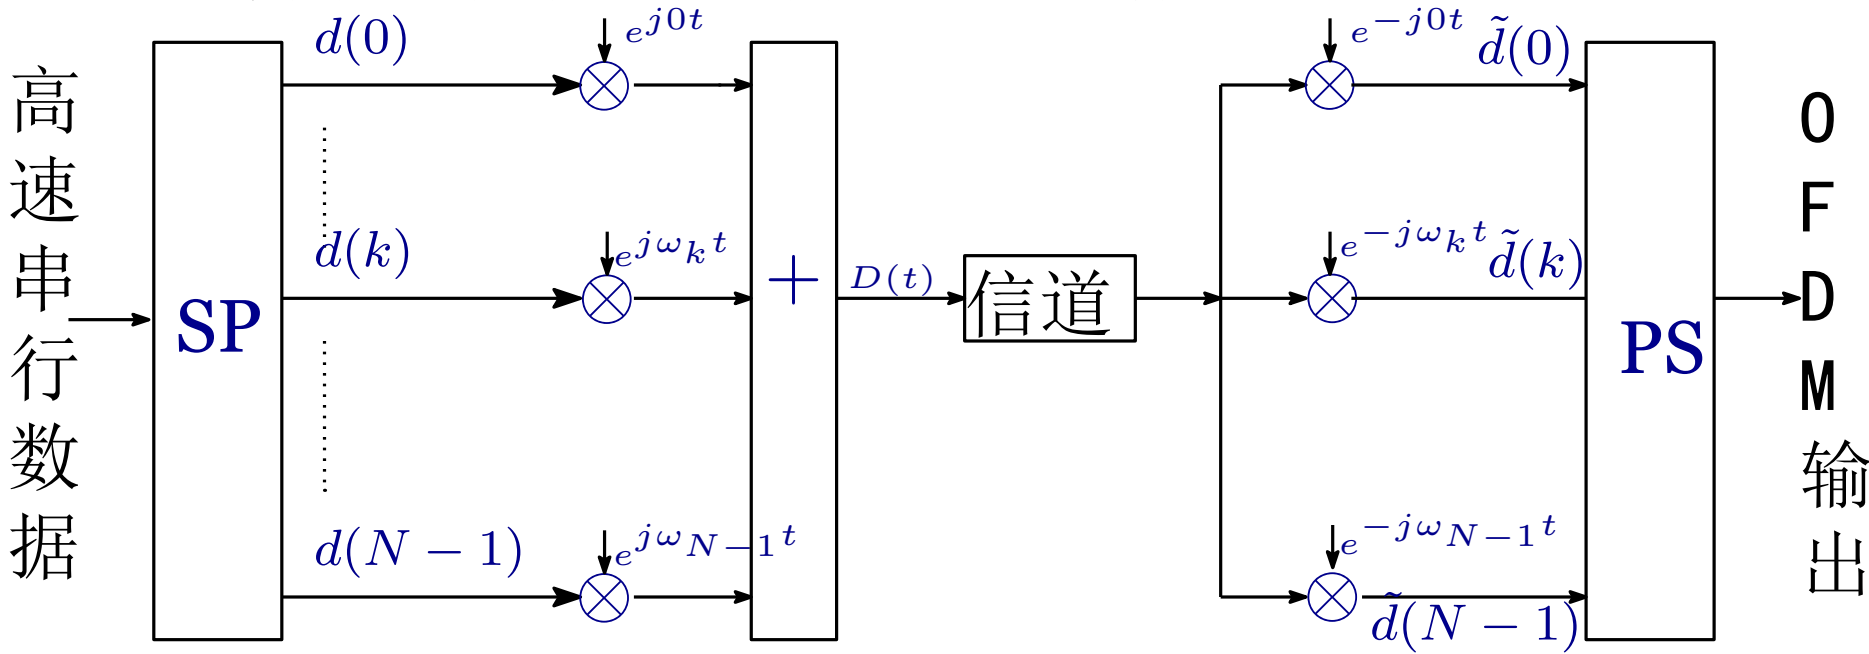 高速串行数据
SP
d(0)
e^{j0t}
d(k)
e^{jω_k t}
d(N − 1)
e^{jω_{N−1} t}
+
D(t)
信道
e^{−j0t}
d̃(0)
e^{−jω_k t}
d̃(k)
e^{−jω_{N−1} t}
d̃(N − 1)
PS
OFDM输出